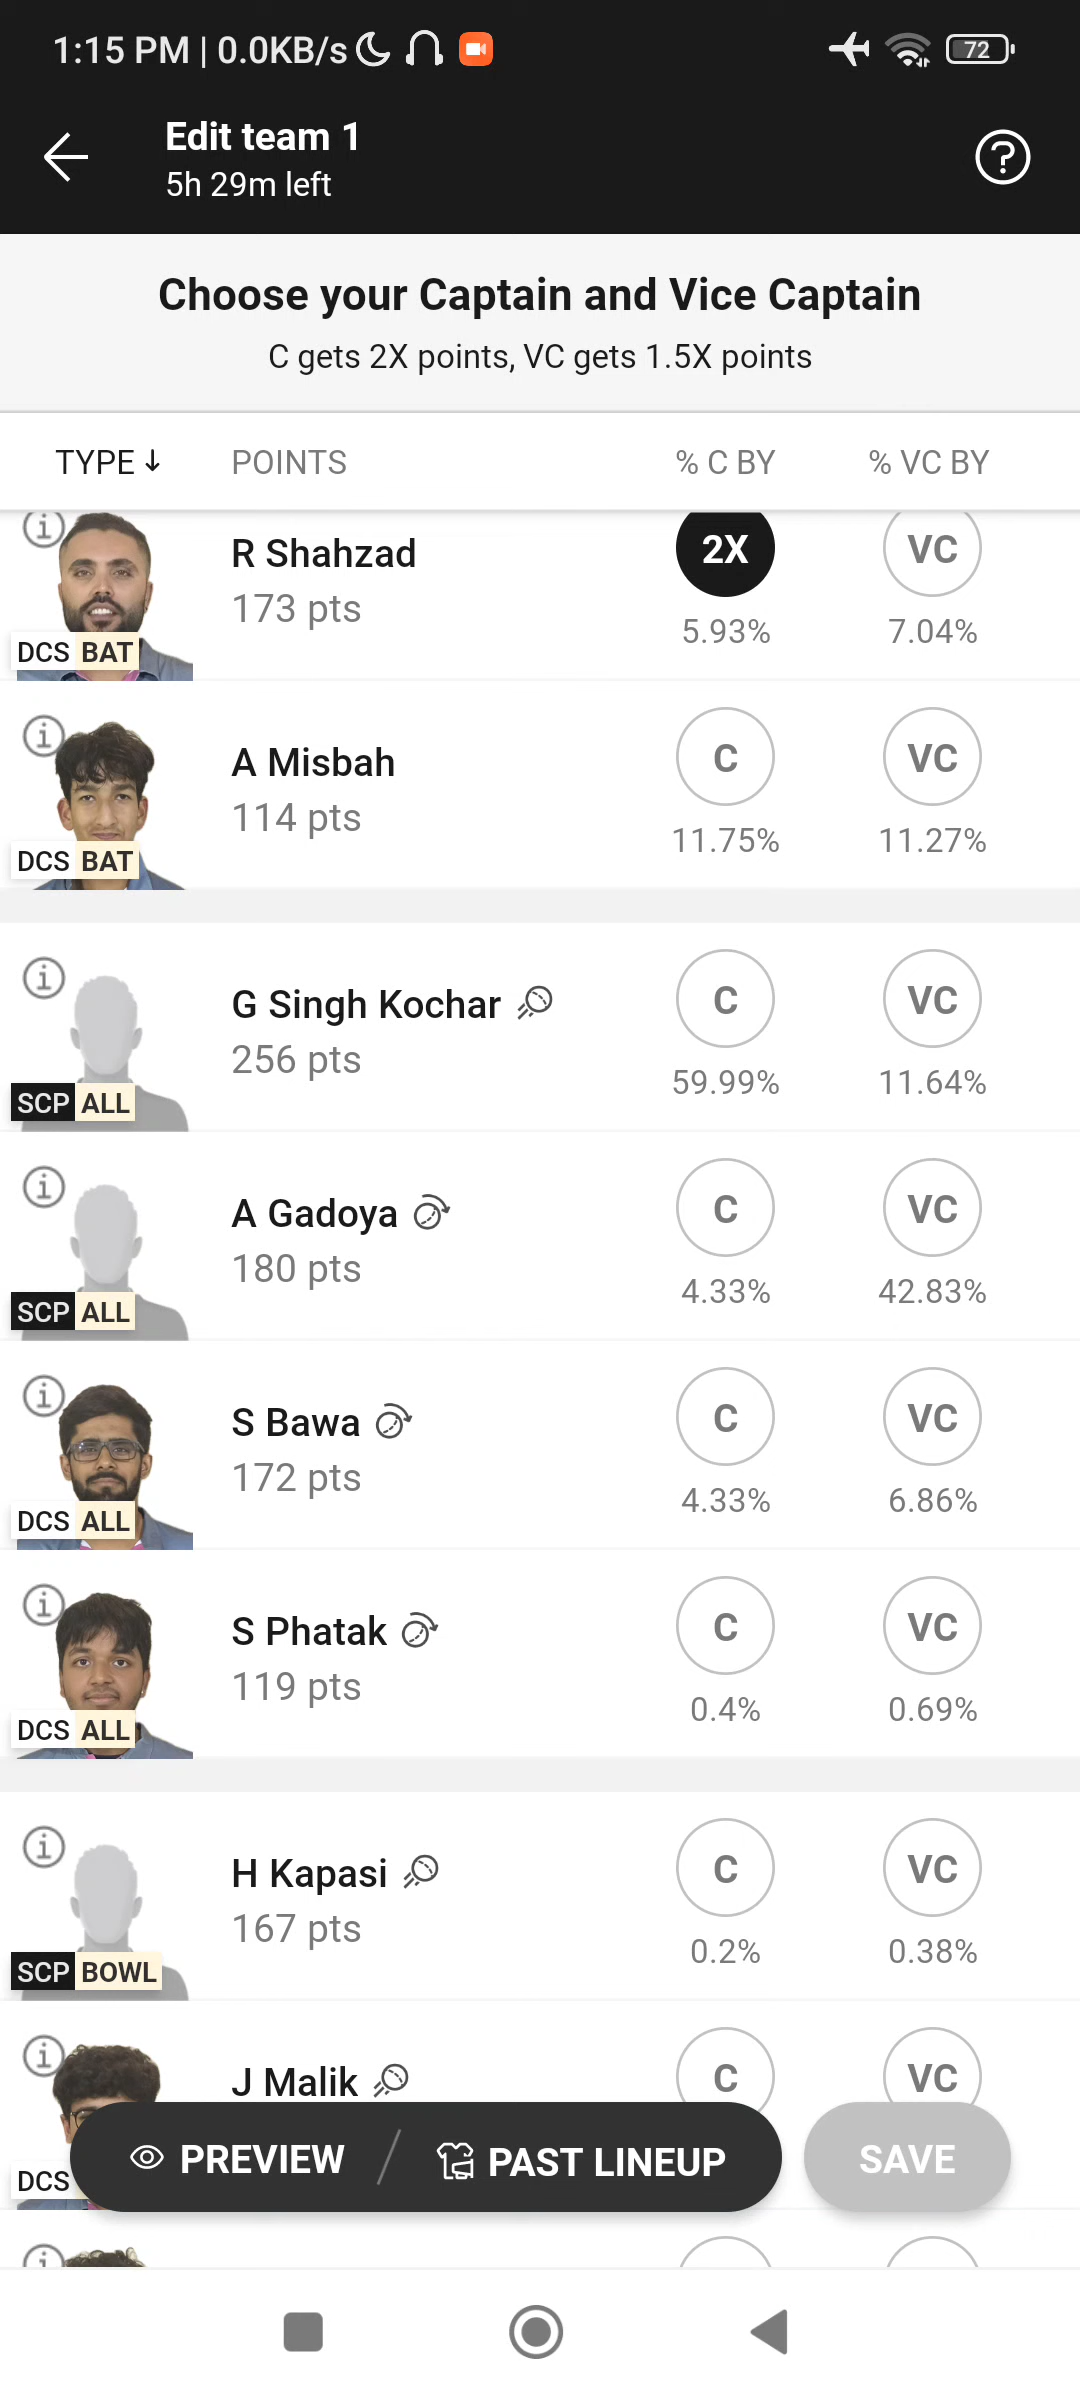 1:15 PM | 0.0KB/s
72
Edit team 1
5h 29m left
?
Choose your Captain and Vice Captain
C gets 2X points, VC gets 1.5X points
TYPE ↓ POINTS % C BY % VC BY
R Shahzad 2X VC
173 pts 5.93% 7.04%
DCS BAT
A Misbah C VC
114 pts 11.75% 11.27%
DCS BAT
G Singh Kochar C VC
256 pts 59.99% 11.64%
SCP ALL
A Gadoya C VC
180 pts 4.33% 42.83%
SCP ALL
S Bawa C VC
172 pts 4.33% 6.86%
DCS ALL
S Phatak C VC
119 pts 0.4% 0.69%
DCS ALL
H Kapasi C VC
167 pts 0.2% 0.38%
SCP BOWL
J Malik C VC
DCS
PREVIEW / PAST LINEUP SAVE